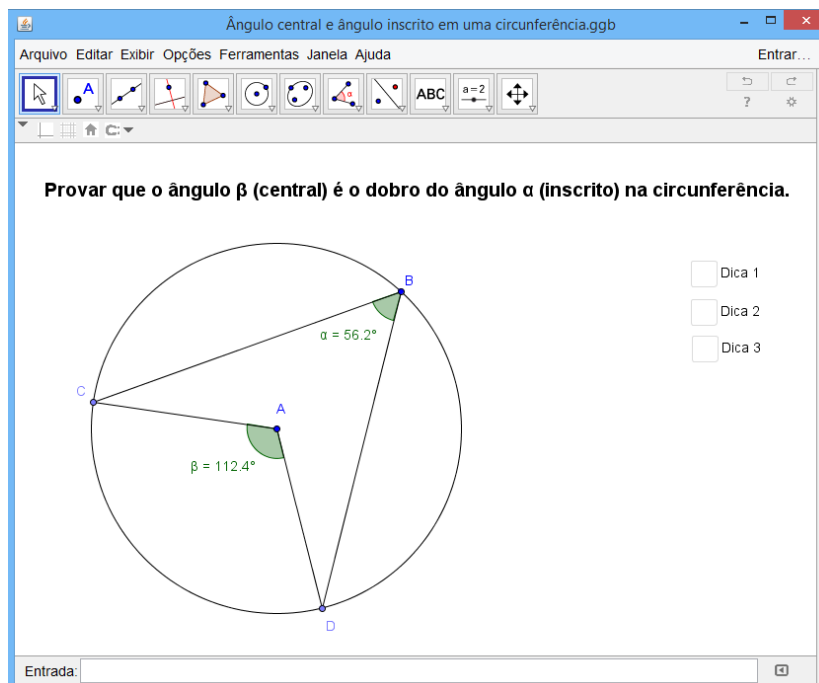 Ângulo central e ângulo inscrito em uma circunferência.ggb
Arquivo Editar Exibir Opções Ferramentas Janela Ajuda Entrar...
A α ABC a=2
?
Provar que o ângulo β (central) é o dobro do ângulo α (inscrito) na circunferência.
Dica 1
B
Dica 2
α = 56.2°
Dica 3
C
A
β = 112.4°
D
Entrada: